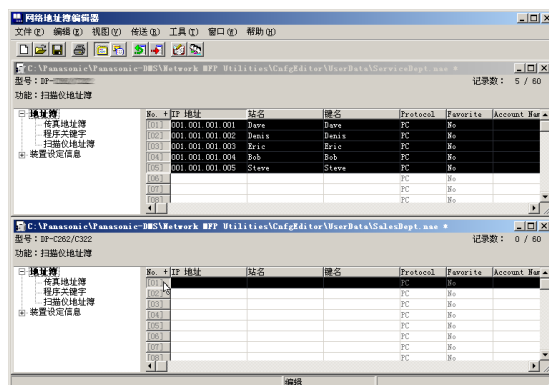 网络地址簿编辑器
文件(F) 编辑(E) 视图(V) 传送(D) 工具(T) 窗口(W) 帮助(H)
C:\Panasonic\Panasonic-DMS\Network MFP Utilities\CnfgEditor\UserData\ServiceDept.nae *
型号：DP-
记录数： 5 / 60
功能：扫描仪地址簿
地址簿
传真地址簿
程序关键字
扫描仪地址簿
装置设定信息
No. + IP 地址 站名 键名 Protocol Favorite Account Nam
[01] 001.001.001.001 Dave Dave PC No
[02] 001.001.001.002 Denis Denis PC No
[03] 001.001.001.003 Eric Eric PC No
[04] 001.001.001.004 Bob Bob PC No
[05] 001.001.001.005 Steve Steve PC No
[06] PC No
[07] PC No
[08] PC No
C:\Panasonic\Panasonic-DMS\Network MFP Utilities\CnfgEditor\UserData\SalesDept.nae *
型号：DP-C262/C322
记录数： 0 / 60
功能：扫描仪地址簿
地址簿
传真地址簿
程序关键字
扫描仪地址簿
装置设定信息
No. + IP 地址 站名 键名 Protocol Favorite Account Nam
[01] PC No
[02] PC No
[03] PC No
[04] PC No
[05] PC No
[06] PC No
[07] PC No
[08] PC No
编辑